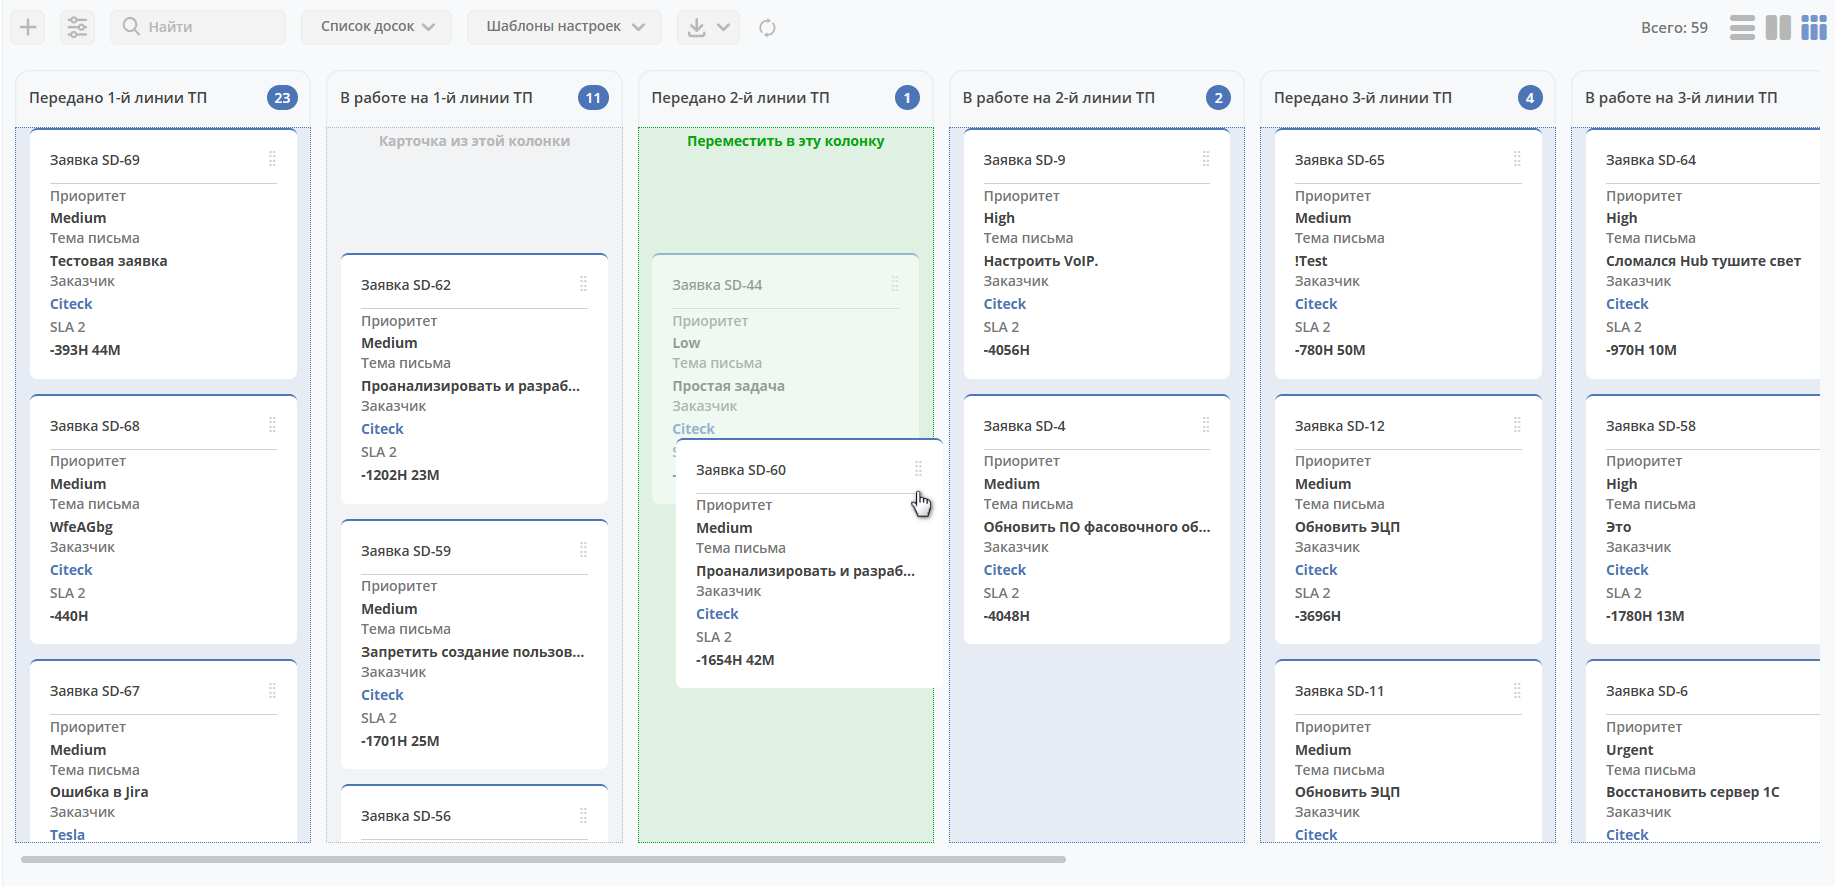 Найти
Список досок
Шаблоны настроек
Всего: 59
Передано 1-й линии ТП
23
Заявка SD-69
Приоритет
Medium
Тема письма
Тестовая заявка
Заказчик
Citeck
SLA 2
-393H 44M
Заявка SD-68
Приоритет
Medium
Тема письма
WfeAGbg
Заказчик
Citeck
SLA 2
-440H
Заявка SD-67
Приоритет
Medium
Тема письма
Ошибка в Jira
Заказчик
Tesla
В работе на 1-й линии ТП
11
Карточка из этой колонки
Заявка SD-62
Приоритет
Medium
Тема письма
Проанализировать и разраб...
Заказчик
Citeck
SLA 2
-1202H 23M
Заявка SD-59
Приоритет
Medium
Тема письма
Запретить создание пользов...
Заказчик
Citeck
SLA 2
-1701H 25M
Заявка SD-56
Передано 2-й линии ТП
1
Переместить в эту колонку
Заявка SD-44
Приоритет
Low
Тема письма
Простая задача
Заказчик
Citeck
Заявка SD-60
Приоритет
Medium
Тема письма
Проанализировать и разраб...
Заказчик
Citeck
SLA 2
-1654H 42M
В работе на 2-й линии ТП
2
Заявка SD-9
Приоритет
High
Тема письма
Настроить VoIP.
Заказчик
Citeck
SLA 2
-4056H
Заявка SD-4
Приоритет
Medium
Тема письма
Обновить ПО фасовочного об...
Заказчик
Citeck
SLA 2
-4048H
Передано 3-й линии ТП
4
Заявка SD-65
Приоритет
Medium
Тема письма
!Test
Заказчик
Citeck
SLA 2
-780H 50M
Заявка SD-12
Приоритет
Medium
Тема письма
Обновить ЭЦП
Заказчик
Citeck
SLA 2
-3696H
Заявка SD-11
Приоритет
Medium
Тема письма
Обновить ЭЦП
Заказчик
Citeck
В работе на 3-й линии ТП
Заявка SD-64
Приоритет
High
Тема письма
Сломался Hub тушите свет
Заказчик
Citeck
SLA 2
-970H 10M
Заявка SD-58
Приоритет
High
Тема письма
Это
Заказчик
Citeck
SLA 2
-1780H 13M
Заявка SD-6
Приоритет
Urgent
Тема письма
Восстановить сервер 1С
Заказчик
Citeck